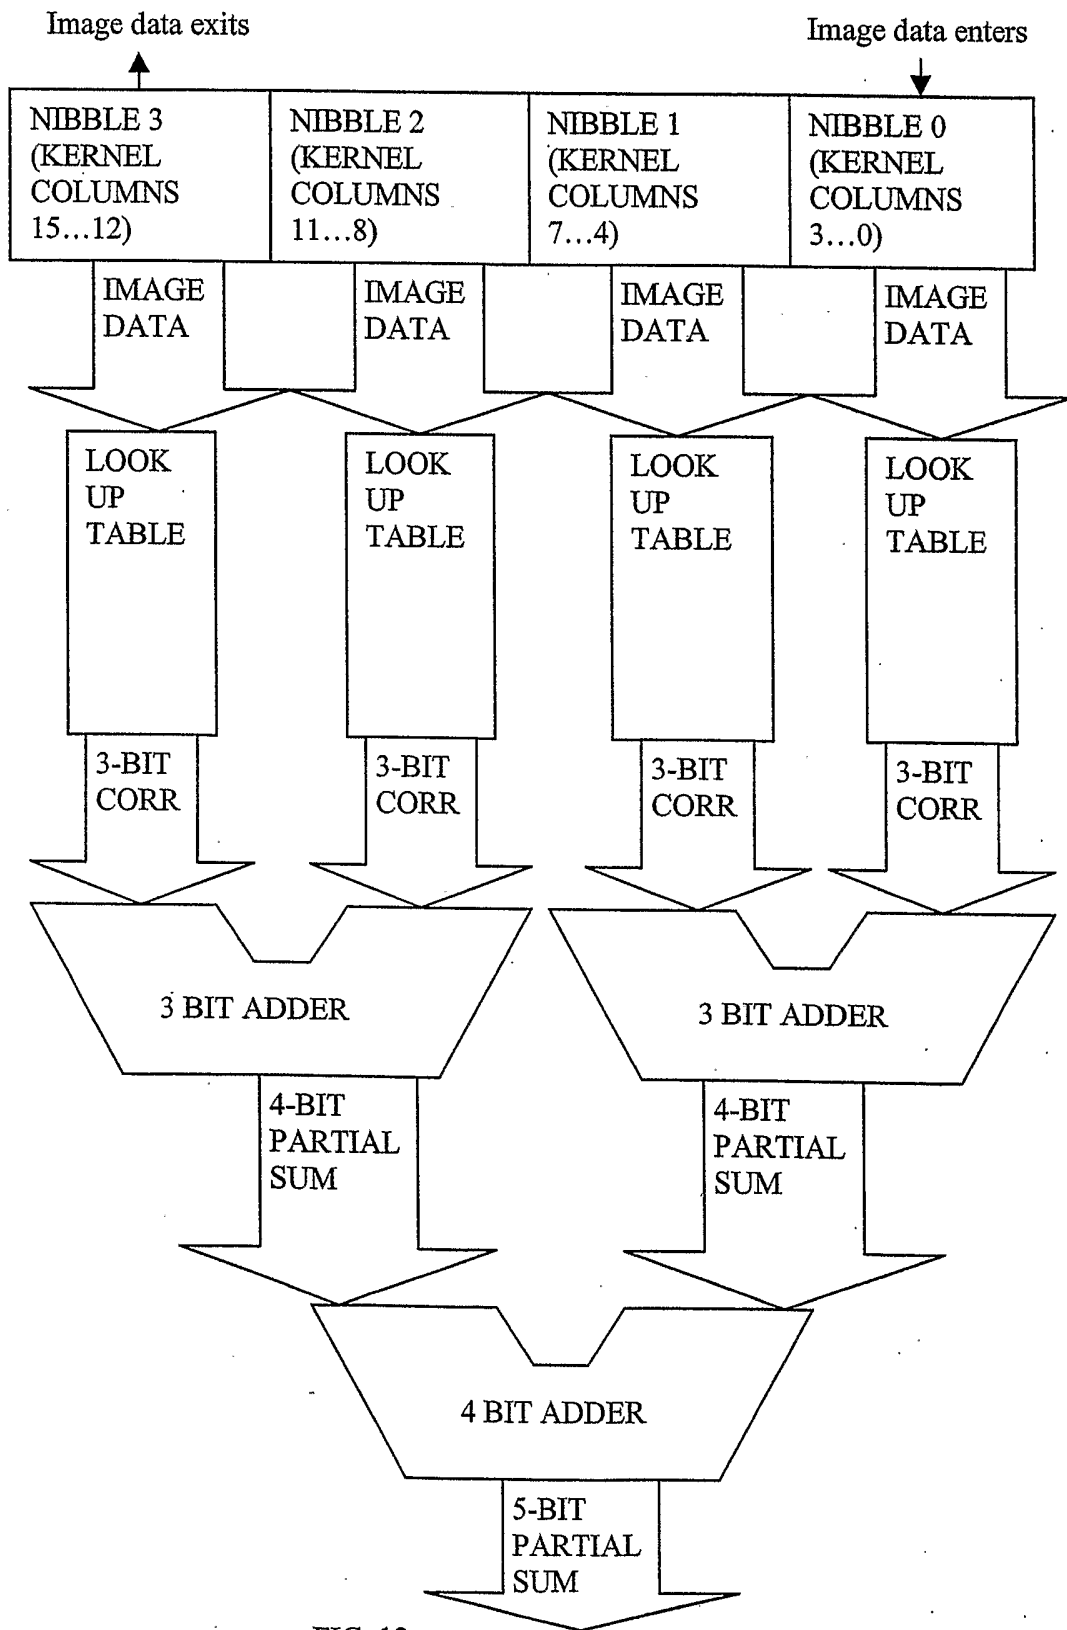 Image data exits
Image data enters
NIBBLE 3
(KERNEL
COLUMNS
15...12)
NIBBLE 2
(KERNEL
COLUMNS
11...8)
NIBBLE 1
(KERNEL
COLUMNS
7...4)
NIBBLE 0
(KERNEL
COLUMNS
3...0)
IMAGE
DATA
IMAGE
DATA
IMAGE
DATA
IMAGE
DATA
LOOK
UP
TABLE
LOOK
UP
TABLE
LOOK
UP
TABLE
LOOK
UP
TABLE
3-BIT
CORR
3-BIT
CORR
3-BIT
CORR
3-BIT
CORR
3 BIT ADDER
3 BIT ADDER
4-BIT
PARTIAL
SUM
4-BIT
PARTIAL
SUM
4 BIT ADDER
5-BIT
PARTIAL
SUM